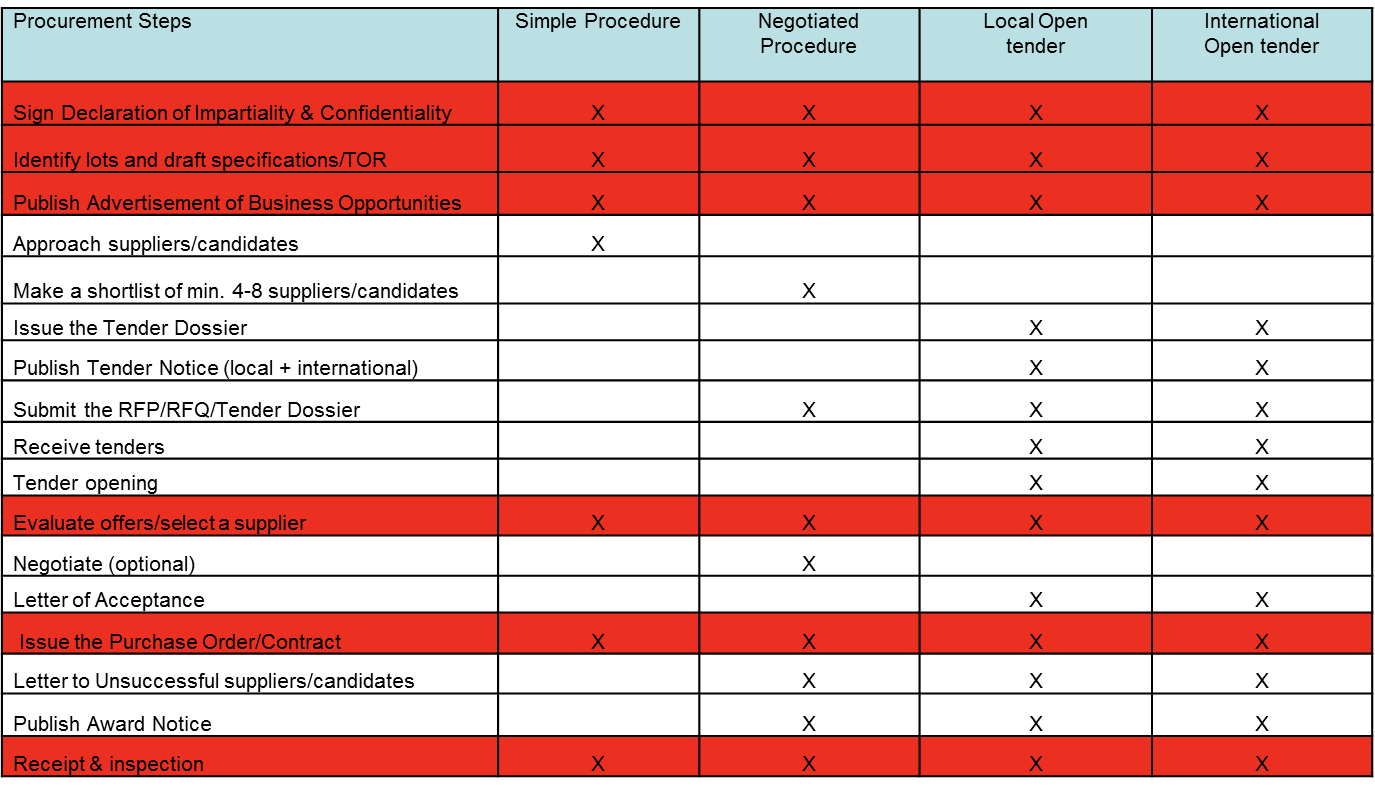 Procurement Steps Simple Procedure Negotiated Local Open International
Procedure tender Open tender
Sign Declaration of Impartiality & Confidentiality X X X X
Identify lots and draft specifications/TOR X X X X
Publish Advertisement of Business Opportunities X X X X
Approach suppliers/candidates X
Make a shortlist of min. 4-8 suppliers/candidates X
Issue the Tender Dossier X X
Publish Tender Notice (local + international) X X
Submit the RFP/RFQ/Tender Dossier X X X
Receive tenders X X
Tender opening X X
Evaluate offers/select a supplier X X X X
Negotiate (optional) X
Letter of Acceptance X X
Issue the Purchase Order/Contract X X X X
Letter to Unsuccessful suppliers/candidates X X X
Publish Award Notice X X X
Receipt & inspection X X X X